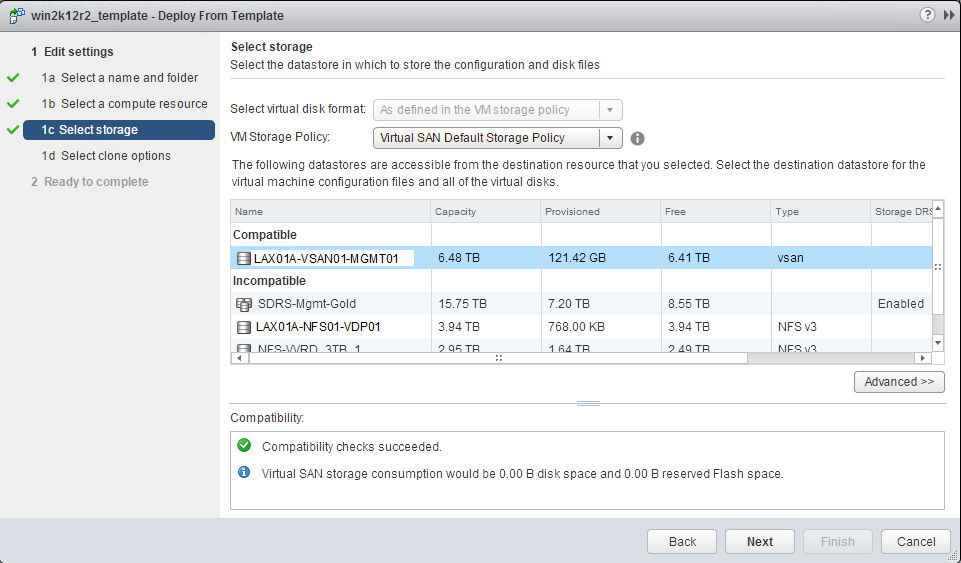 win2k12r2_template - Deploy From Template
?
1 Edit settings
1a Select a name and folder
1b Select a compute resource
1c Select storage
1d Select clone options
2 Ready to complete
Select storage
Select the datastore in which to store the configuration and disk files
Select virtual disk format: As defined in the VM storage policy
VM Storage Policy: Virtual SAN Default Storage Policy
The following datastores are accessible from the destination resource that you selected. Select the destination datastore for the
virtual machine configuration files and all of the virtual disks.
Name Capacity Provisioned Free Type Storage DRS
Compatible
LAX01A-VSAN01-MGMT01 6.48 TB 121.42 GB 6.41 TB vsan
Incompatible
SDRS-Mgmt-Gold 15.75 TB 7.20 TB 8.55 TB Enabled
LAX01A-NFS01-VDP01 3.94 TB 768.00 KB 3.94 TB NFS v3
NFS-VVRD_3TB_1 2.95 TB 1.64 TB 2.49 TB NFS v3
Advanced >>
Compatibility:
Compatibility checks succeeded.
Virtual SAN storage consumption would be 0.00 B disk space and 0.00 B reserved Flash space.
Back Next Finish Cancel